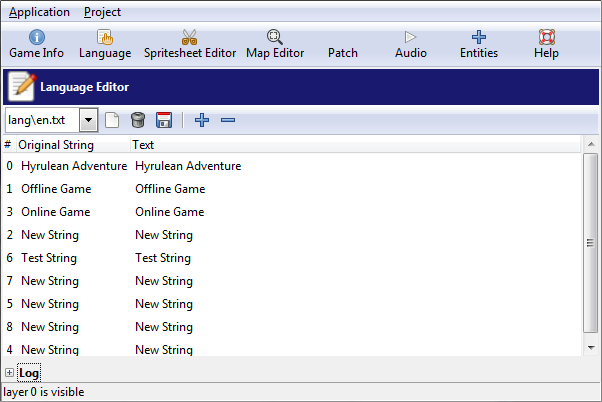 Application Project
Game Info Language Spritesheet Editor Map Editor Patch Audio Entities Help
Language Editor
lang\en.txt
# Original String Text
0 Hyrulean Adventure Hyrulean Adventure
1 Offline Game Offline Game
3 Online Game Online Game
2 New String New String
6 Test String Test String
7 New String New String
5 New String New String
8 New String New String
4 New String New String
Log
layer 0 is visible